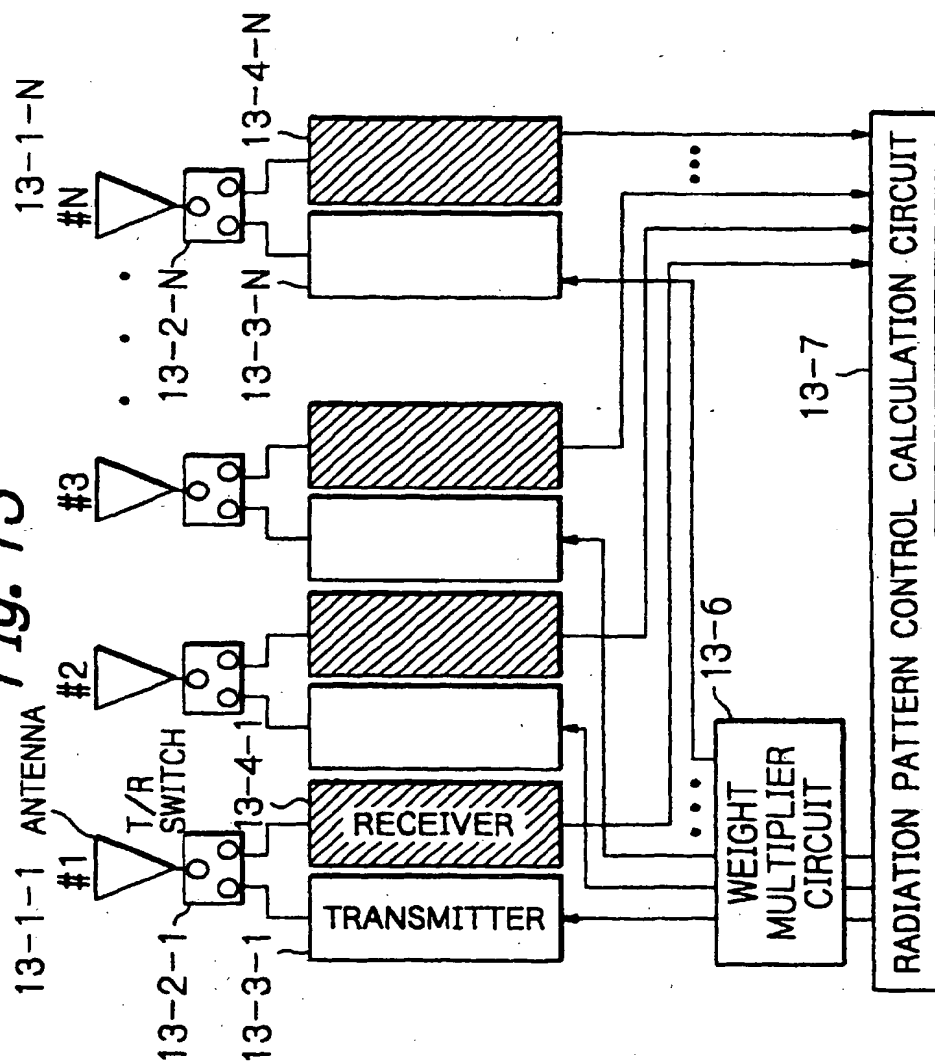 Fig. 13
13-1-1 ANTENNA
#1
#2
#3
#N
13-1-N
T/R
SWITCH
13-2-1
13-2-N
13-3-1
13-4-1
13-3-N
13-4-N
TRANSMITTER
RECEIVER
WEIGHT
MULTIPLIER
CIRCUIT
13-6
13-7
RADIATION PATTERN CONTROL CALCULATION CIRCUIT